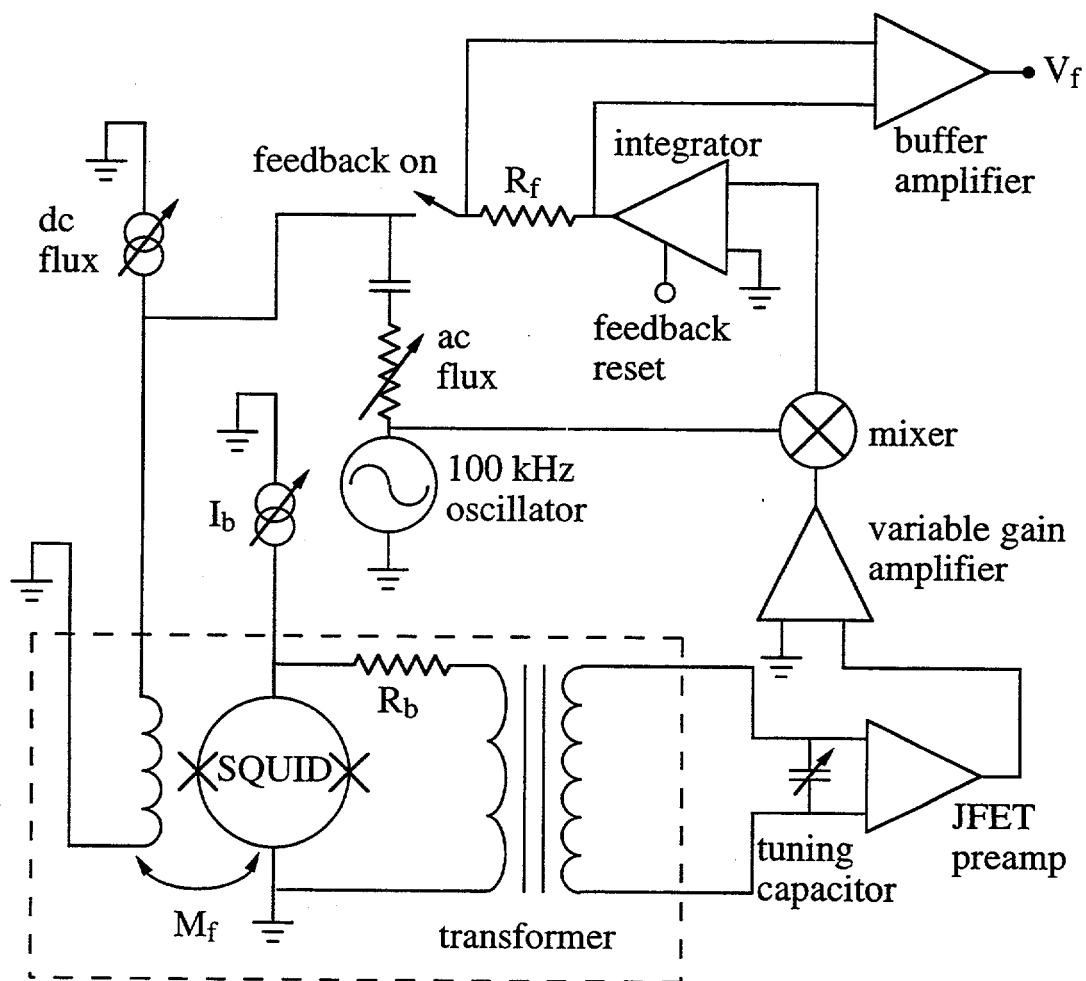 V_f
buffer
amplifier
integrator
feedback on
R_f
dc
flux
feedback
reset
ac
flux
mixer
100 kHz
oscillator
I_b
variable gain
amplifier
R_b
SQUID
JFET
preamp
tuning
capacitor
M_f
transformer